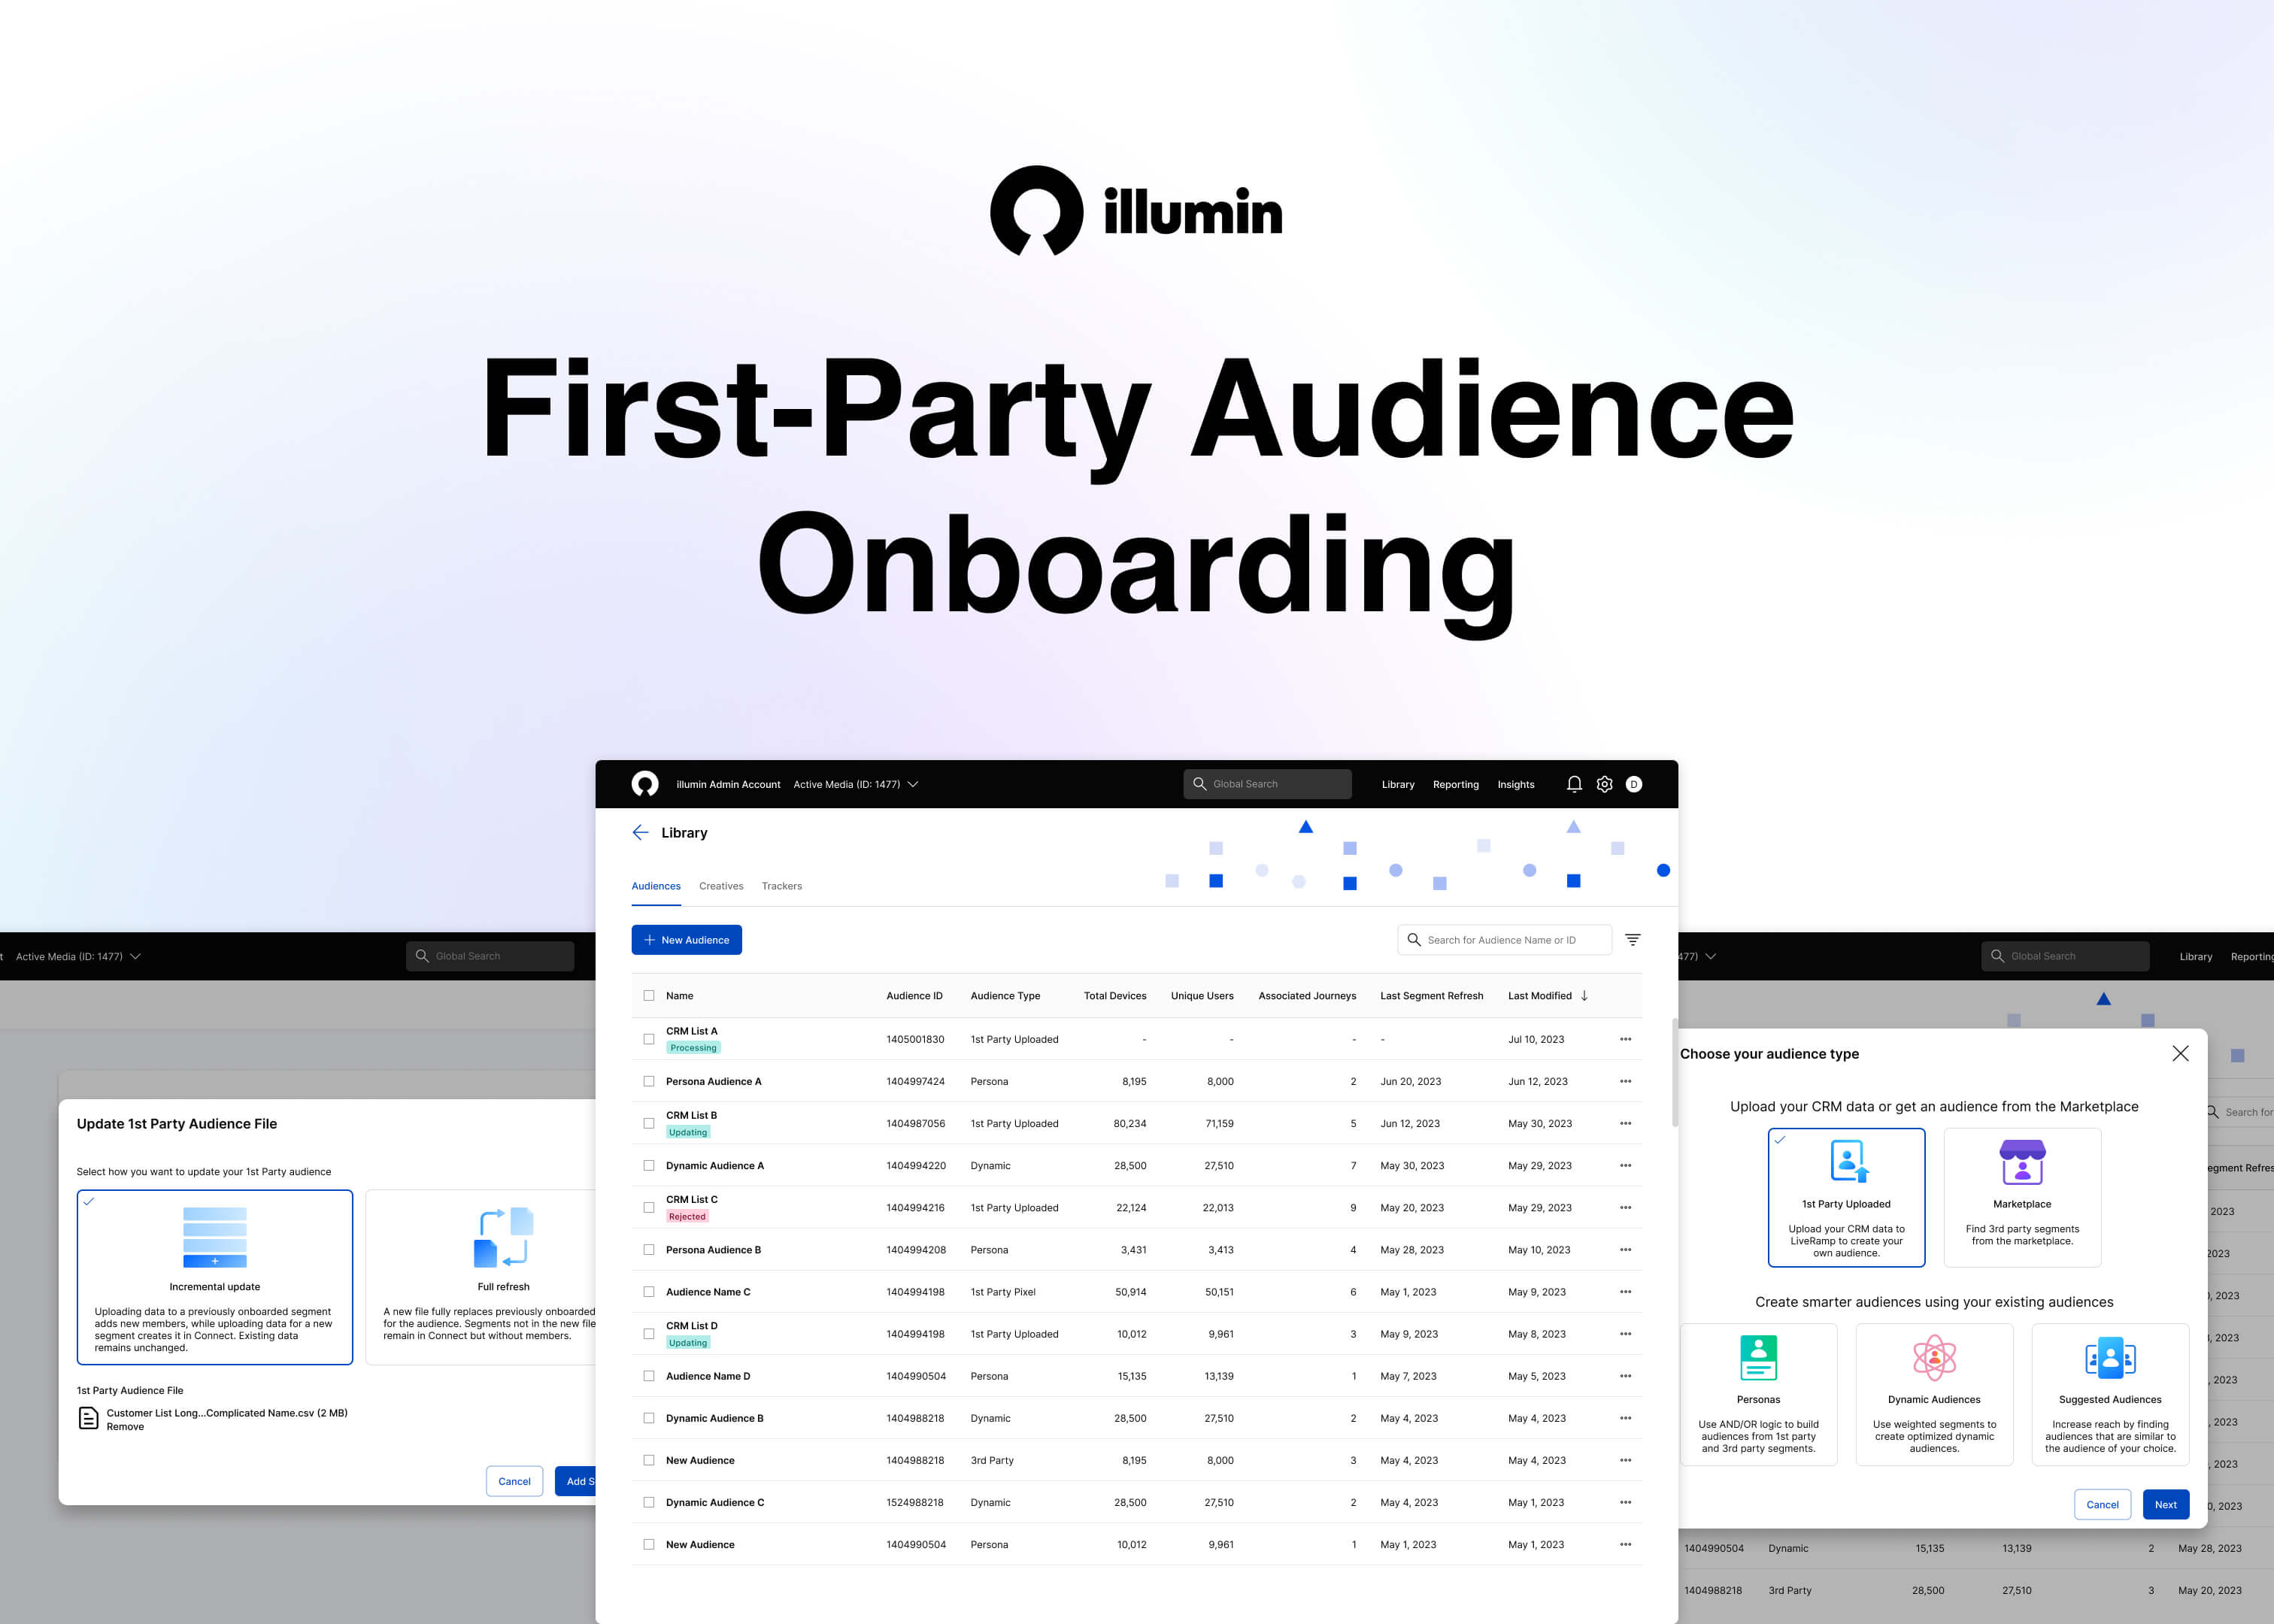 illumin
First-Party Audience
Onboarding
illumin Admin Account Active Media (ID: 1477) Global Search Library Reporting Insights D
Library
Audiences Creatives Trackers
New Audience Search for Audience Name or ID
Name Audience ID Audience Type Total Devices Unique Users Associated Journeys Last Segment Refresh Last Modified
CRM List A
Processing
1405001830 1st Party Uploaded - - - - Jul 10, 2023
Persona Audience A 1404997424 Persona 8,195 8,000 2 Jun 20, 2023 Jun 12, 2023
CRM List B
Updating
1404987056 1st Party Uploaded 80,234 71,159 5 Jun 12, 2023 May 30, 2023
Dynamic Audience A 1404994220 Dynamic 28,500 27,510 7 May 30, 2023 May 29, 2023
CRM List C
Rejected
1404994216 1st Party Uploaded 22,124 22,013 9 May 20, 2023 May 29, 2023
Persona Audience B 1404994208 Persona 3,431 3,413 4 May 28, 2023 May 10, 2023
Audience Name C 1404994198 1st Party Pixel 50,914 50,151 6 May 1, 2023 May 9, 2023
CRM List D
Updating
1404994198 1st Party Uploaded 10,012 9,961 3 May 9, 2023 May 8, 2023
Audience Name D 1404990504 Persona 15,135 13,139 1 May 7, 2023 May 5, 2023
Dynamic Audience B 1404988218 Dynamic 28,500 27,510 2 May 4, 2023 May 4, 2023
New Audience 1404988218 3rd Party 8,195 8,000 3 May 4, 2023 May 4, 2023
Dynamic Audience C 1524988218 Dynamic 28,500 27,510 2 May 4, 2023 May 1, 2023
New Audience 1404990504 Persona 10,012 9,961 1 May 1, 2023 May 1, 2023
t Active Media (ID: 1477) Global Search
Update 1st Party Audience File
Select how you want to update your 1st Party audience
Incremental update
Uploading data to a previously onboarded segment
adds new members, while uploading data for a new
segment creates it in Connect. Existing data
remains unchanged.
Full refresh
A new file fully replaces previously onboarded
for the audience. Segments not in the new file
remain in Connect but without members.
1st Party Audience File
Customer List Long...Complicated Name.csv (2 MB)
Remove
Cancel Add S
477) Global Search Library Reporting
Choose your audience type
Upload your CRM data or get an audience from the Marketplace
1st Party Uploaded
Upload your CRM data to
LiveRamp to create your
own audience.
Marketplace
Find 3rd party segments
from the marketplace.
Create smarter audiences using your existing audiences
Personas
Use AND/OR logic to build
audiences from 1st party
and 3rd party segments.
Dynamic Audiences
Use weighted segments to
create optimized dynamic
audiences.
Suggested Audiences
Increase reach by finding
audiences that are similar to
the audience of your choice.
Cancel Next
Search for
egment Refres
2023
2023
, 2023
, 2023
, 2023
, 2023
, 2023
0, 2023
1404990504 Dynamic 15,135 13,139 2 May 28, 2023
1404988218 3rd Party 28,500 27,510 3 May 20, 2023